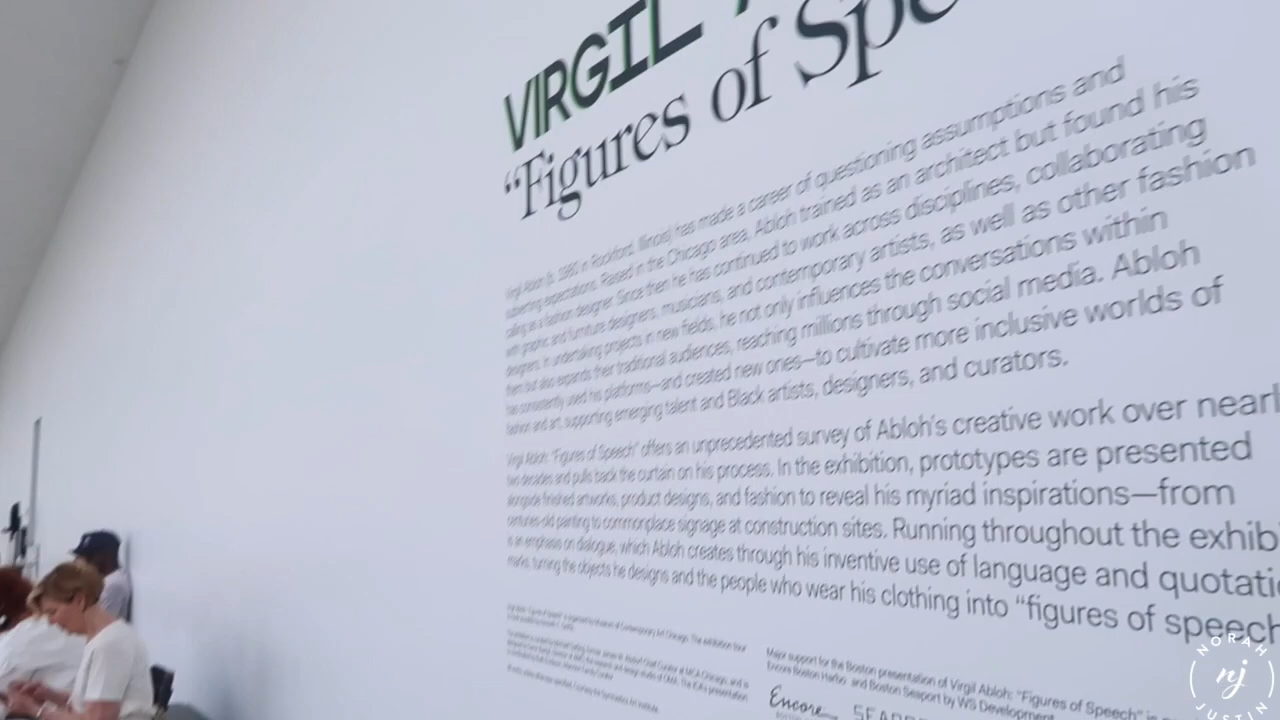 VIRGIL
“Figures of Spe
Virgil Abloh (b. 1980 in Rockford, Illinois) has made a career of questioning assumptions and
subverting expectations. Raised in the Chicago area, Abloh trained as an architect but found his
calling as a fashion designer. Since then he has continued to work across disciplines, collaborating
with graphic and furniture designers, musicians, and contemporary artists, as well as other fashion
designers. In undertaking projects in new fields, he not only influences the conversations within
them but also expands their traditional audiences, reaching millions through social media. Abloh
has consistently used his platforms—and created new ones—to cultivate more inclusive worlds of
fashion and art, supporting emerging talent and Black artists, designers, and curators.
Virgil Abloh: “Figures of Speech” offers an unprecedented survey of Abloh's creative work over nearl
two decades and pulls back the curtain on his process. In the exhibition, prototypes are presented
alongside finished artworks, product designs, and fashion to reveal his myriad inspirations—from
centuries-old painting to commonplace signage at construction sites. Running throughout the exhib
is an emphasis on dialogue, which Abloh creates through his inventive use of language and quotati
marks, turning the objects he designs and the people who wear his clothing into “figures of speech
Major support for the Boston presentation of Virgil Abloh: “Figures of Speech” is
Encore Boston Harbor and Boston Seaport by WS Development.
Encore
SEAPO
NORAH
nj
JUSTIN